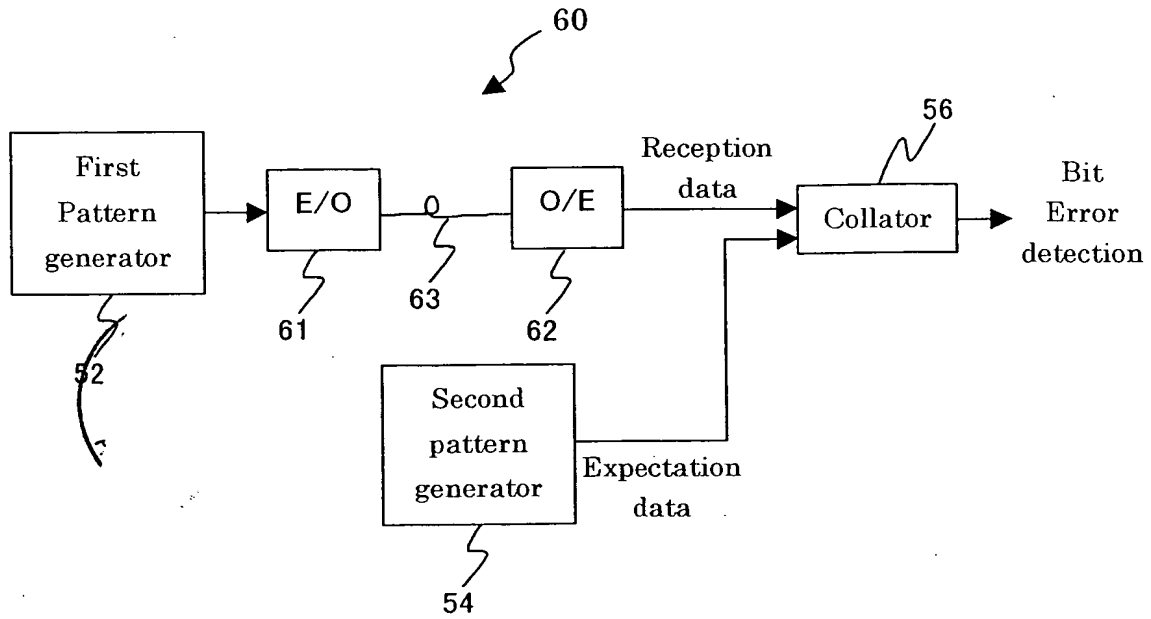 60
56
First
Pattern
generator
E/O
O/E
Reception
data
Collator
Bit
Error
detection
61
63
62
52
Second
pattern
generator
Expectation
data
54